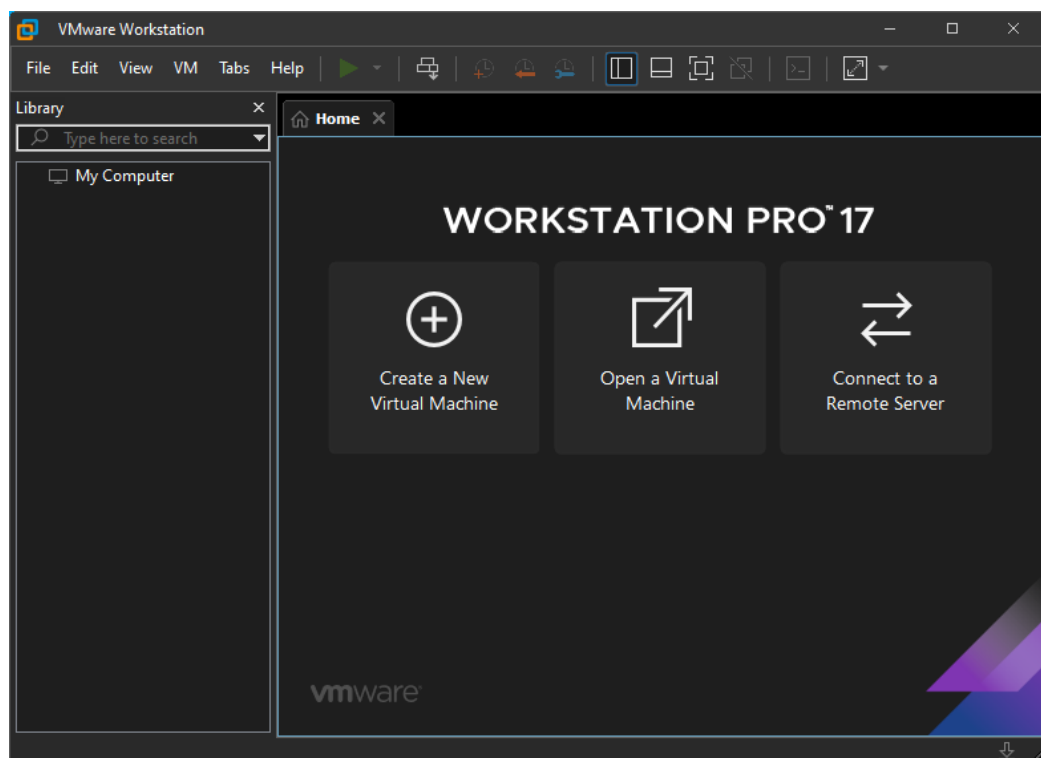 VMware Workstation
File Edit View VM Tabs Help
Library
Home
Type here to search
My Computer
WORKSTATION PRO™ 17
Create a New
Virtual Machine
Open a Virtual
Machine
Connect to a
Remote Server
vmware